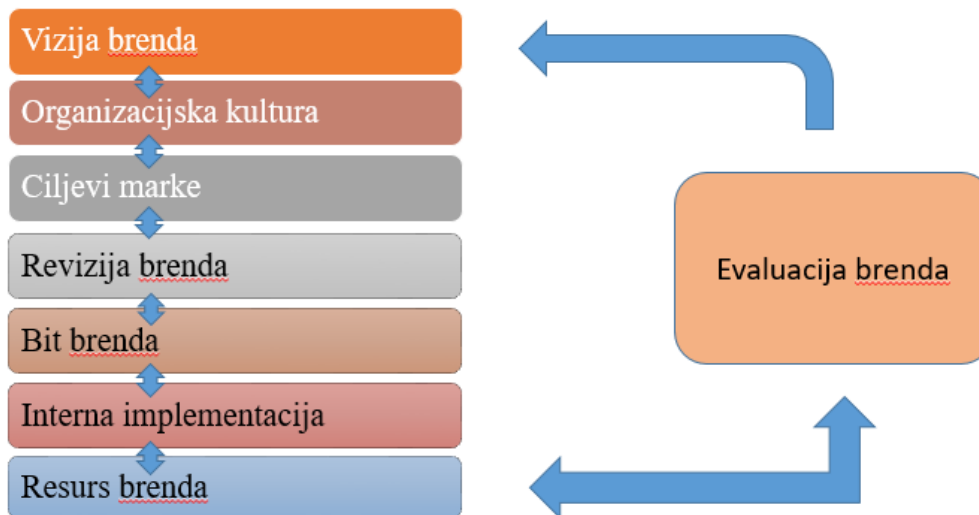 Vizija brenda
Organizacijska kultura
Ciljevi marke
Revizija brenda
Bit brenda
Interna implementacija
Resurs brenda
Evaluacija brenda